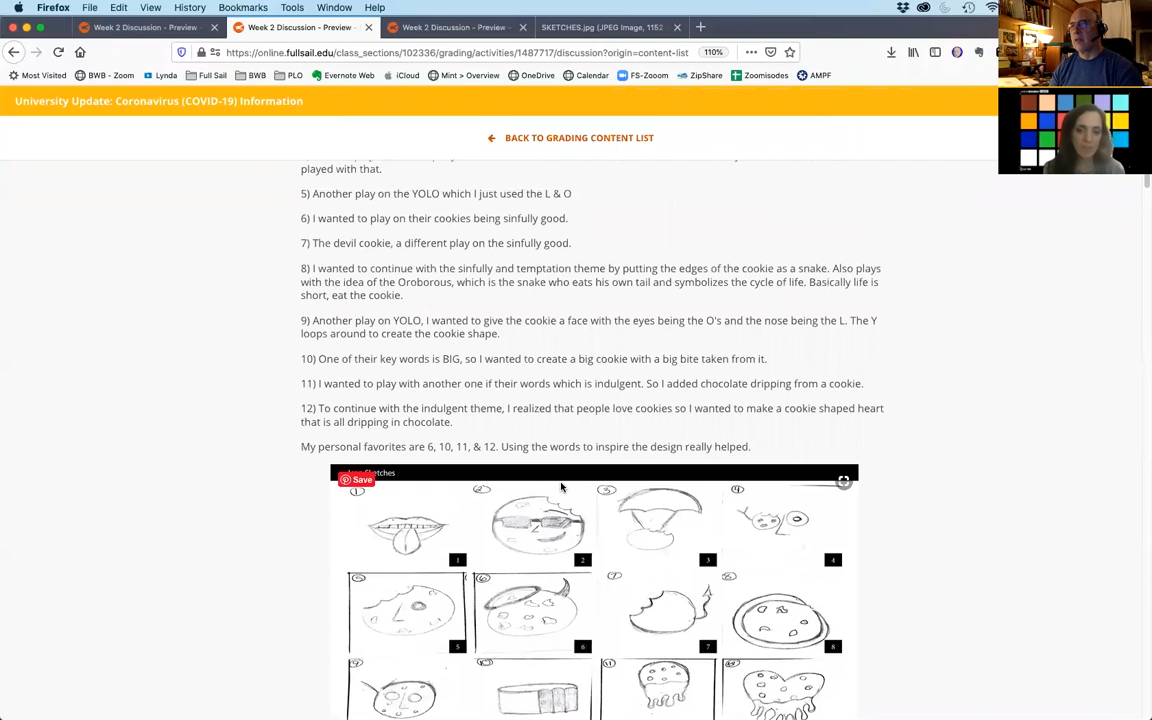 Firefox File Edit View History Bookmarks Tools Window Help
Week 2 Discussion - Preview - Week 2 Discussion - Preview - Week 2 Discussion - Preview - SKETCHES.jpg (JPEG Image, 1152
https://online.fullsail.edu/class_sections/102336/grading/activities/1487717/discussion?origin=content-list 110%
Most Visited BWB - Zoom Lynda Full Sail BWB PLO Evernote Web iCloud Mint > Overview OneDrive Calendar FS-Zooom ZipShare Zoomisodes AMPF
University Update: Coronavirus (COVID-19) Information
BACK TO GRADING CONTENT LIST
played with that.
5) Another play on the YOLO which I just used the L & O
6) I wanted to play on their cookies being sinfully good.
7) The devil cookie, a different play on the sinfully good.
8) I wanted to continue with the sinfully and temptation theme by putting the edges of the cookie as a snake. Also plays
with the idea of the Oroborous, which is the snake who eats his own tail and symbolizes the cycle of life. Basically life is
short, eat the cookie.
9) Another play on YOLO, I wanted to give the cookie a face with the eyes being the O's and the nose being the L. The Y
loops around to create the cookie shape.
10) One of their key words is BIG, so I wanted to create a big cookie with a big bite taken from it.
11) I wanted to play with another one if their words which is indulgent. So I added chocolate dripping from a cookie.
12) To continue with the indulgent theme, I realized that people love cookies so I wanted to make a cookie shaped heart
that is all dripping in chocolate.
My personal favorites are 6, 10, 11, & 12. Using the words to inspire the design really helped.
Save
1 2 3 4
1 2 3 4
5 6 7 8
5 6 7 8
9 10 11 12